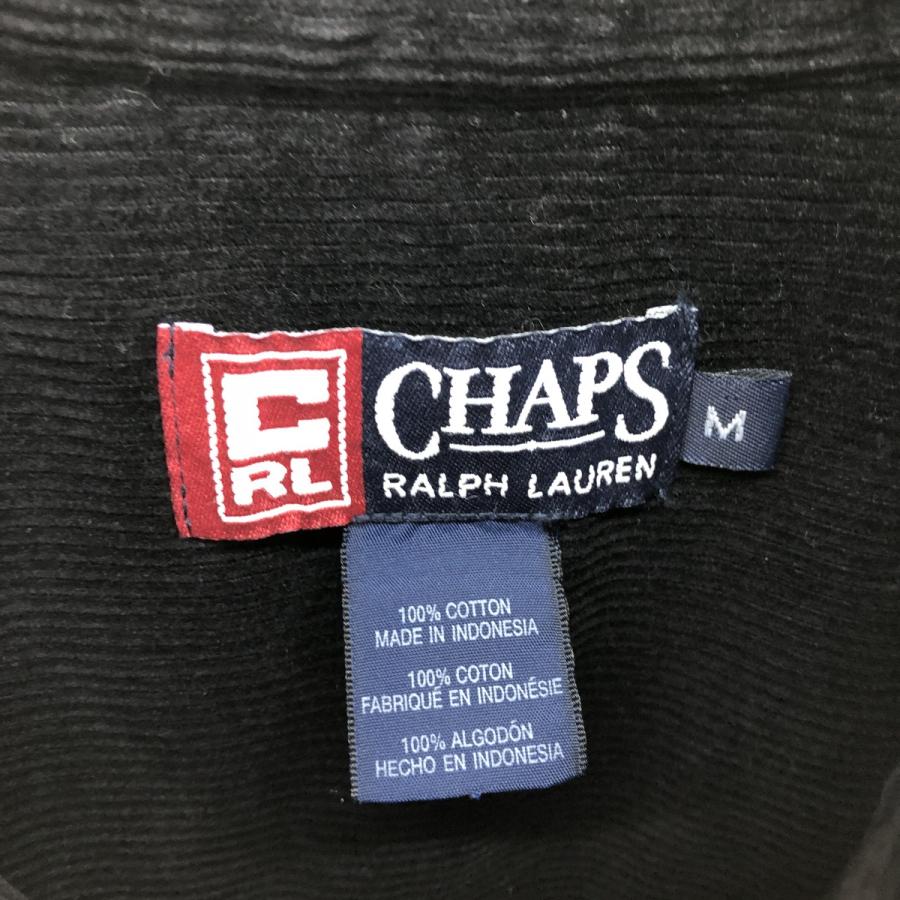 C
RL
CHAPS
RALPH LAUREN
M
100% COTTON
MADE IN INDONESIA
100% COTON
FABRIQUÉ EN INDONÉSIE
100% ALGODÓN
HECHO EN INDONESIA